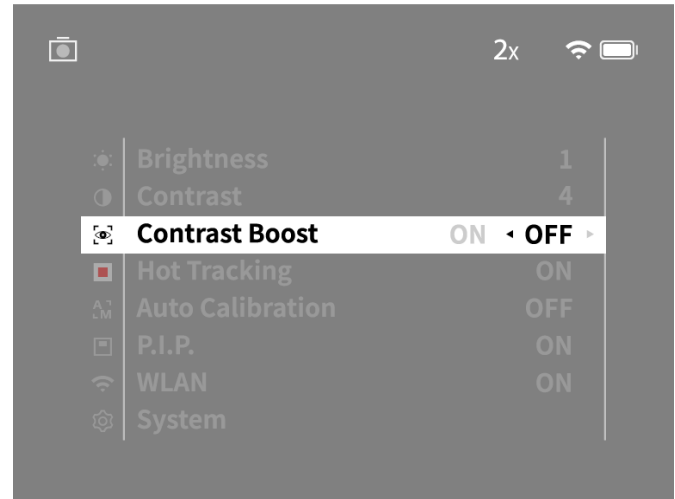 2x
Brightness 1
Contrast 4
Contrast Boost ON OFF
Hot Tracking ON
Auto Calibration OFF
P.I.P. ON
WLAN ON
System